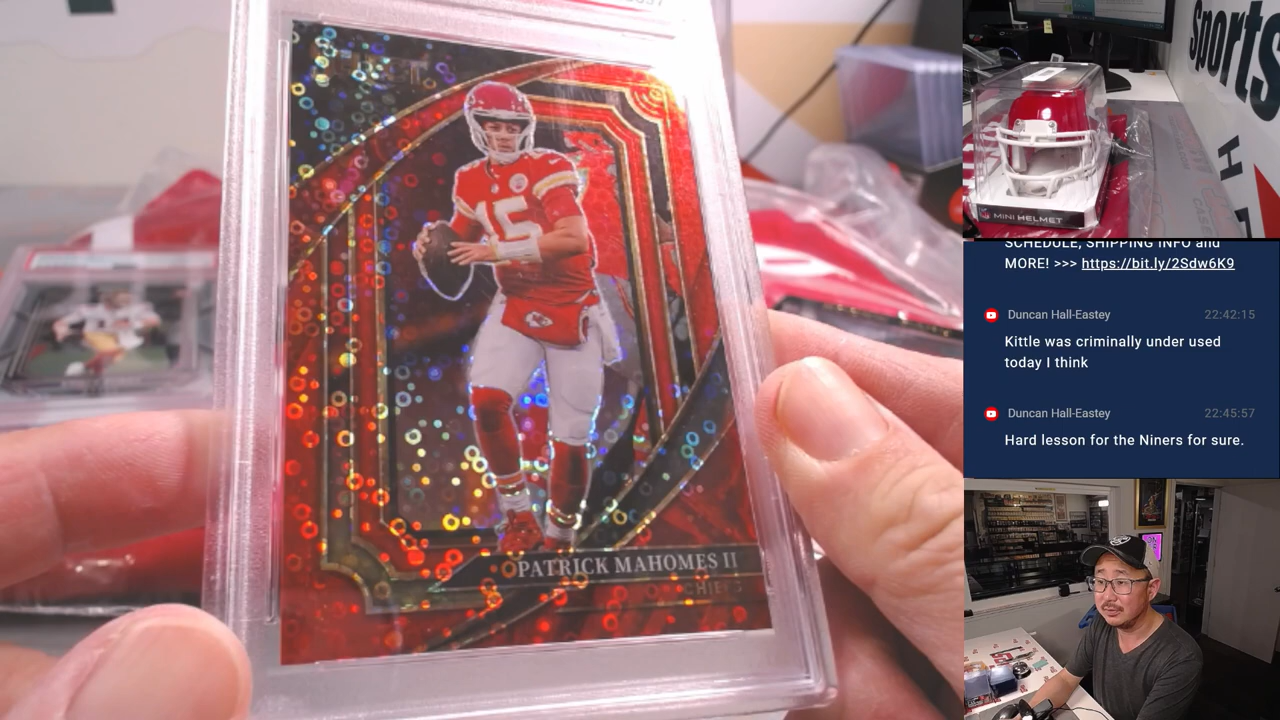 15
PATRICK MAHOMES II
CHIEFS
Sports
MINI HELMET
SCHEDULE, SHIPPING INFO and
MORE! >>> https://bit.ly/2Sdw6K9
Duncan Hall-Eastey 22:42:15
Kittle was criminally under used
today I think
Duncan Hall-Eastey 22:45:57
Hard lesson for the Niners for sure.